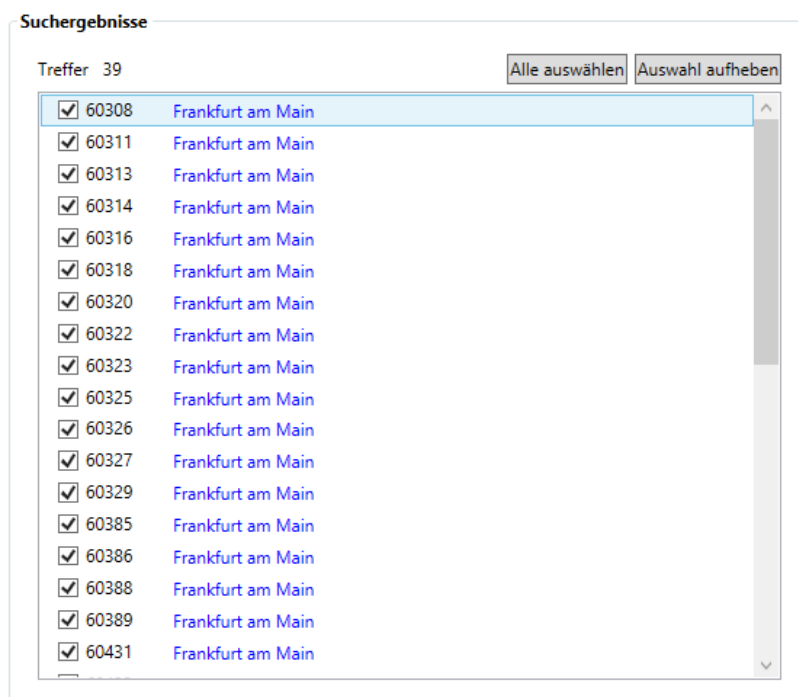 Suchergebnisse
Treffer 39 Alle auswählen Auswahl aufheben
60308 Frankfurt am Main
60311 Frankfurt am Main
60313 Frankfurt am Main
60314 Frankfurt am Main
60316 Frankfurt am Main
60318 Frankfurt am Main
60320 Frankfurt am Main
60322 Frankfurt am Main
60323 Frankfurt am Main
60325 Frankfurt am Main
60326 Frankfurt am Main
60327 Frankfurt am Main
60329 Frankfurt am Main
60385 Frankfurt am Main
60386 Frankfurt am Main
60388 Frankfurt am Main
60389 Frankfurt am Main
60431 Frankfurt am Main